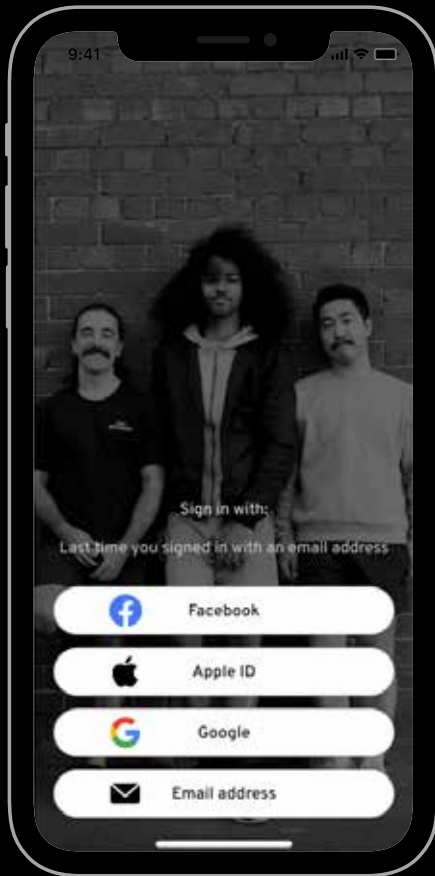 9:41
Sign in with:
Last time you signed in with an email address
Facebook
Apple ID
Google
Email address